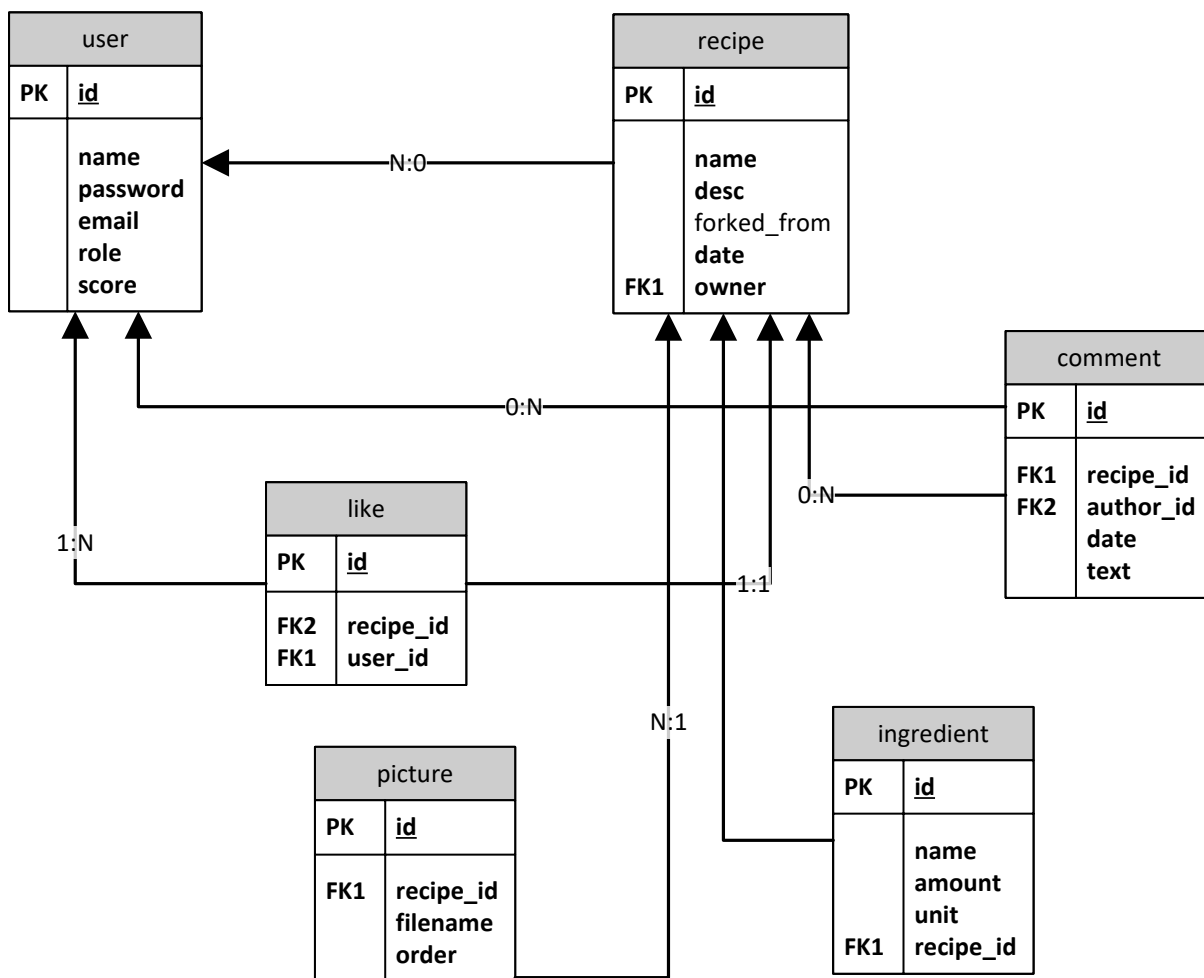 user
PK id
name
password
email
role
score
recipe
PK id
name
desc
forked_from
date
FK1 owner
N:0
comment
PK id
FK1 recipe_id
FK2 author_id
date
text
0:N
0:N
like
PK id
FK2 recipe_id
FK1 user_id
1:N
1:1
N:1
picture
PK id
FK1 recipe_id
filename
order
ingredient
PK id
name
amount
unit
FK1 recipe_id